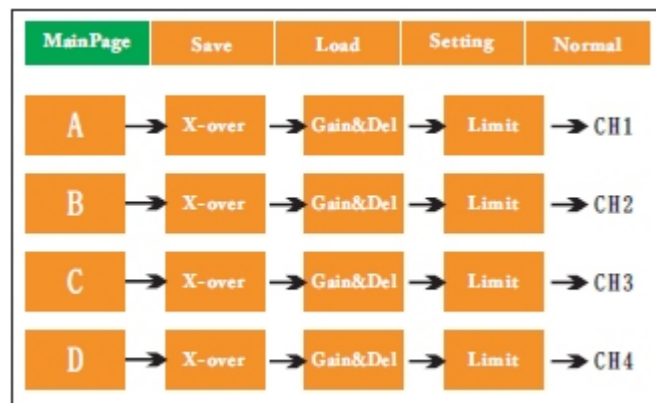 MainPage Save Load Setting Normal
A X-over Gain&Del Limit CH1
B X-over Gain&Del Limit CH2
C X-over Gain&Del Limit CH3
D X-over Gain&Del Limit CH4